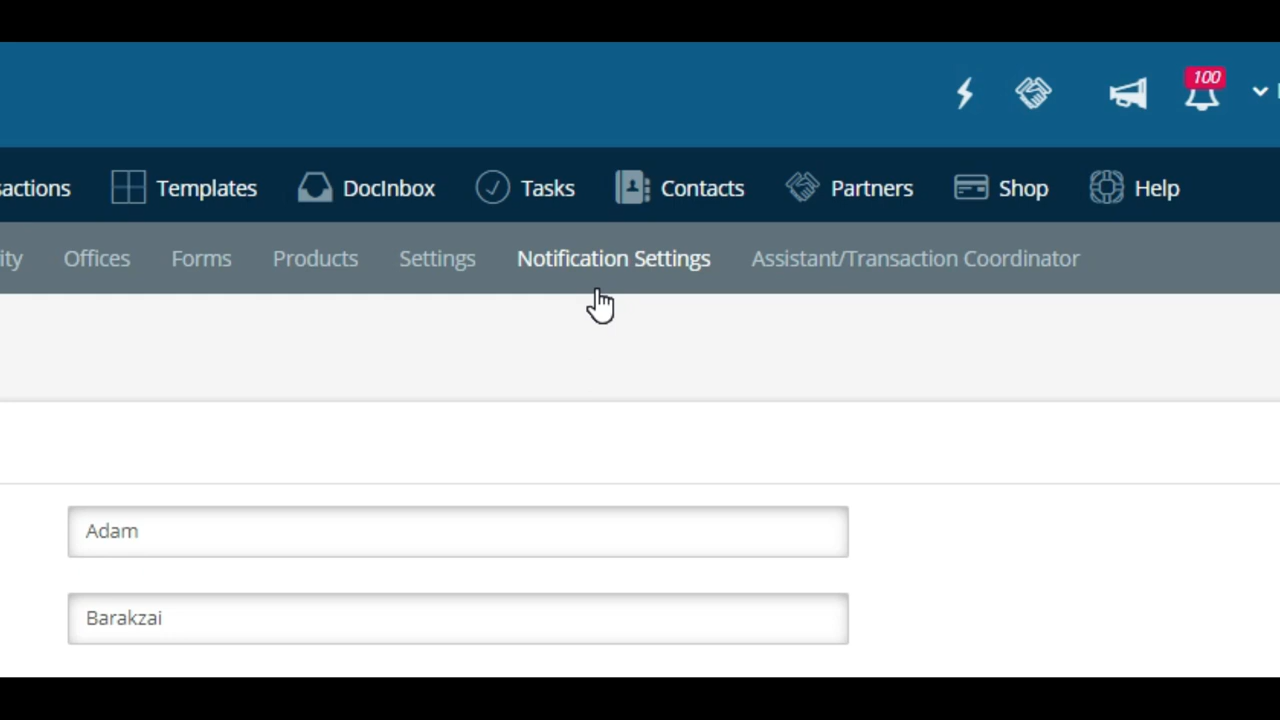 100
sactions Templates DocInbox Tasks Contacts Partners Shop Help
ity Offices Forms Products Settings Notification Settings Assistant/Transaction Coordinator
Adam
Barakzai